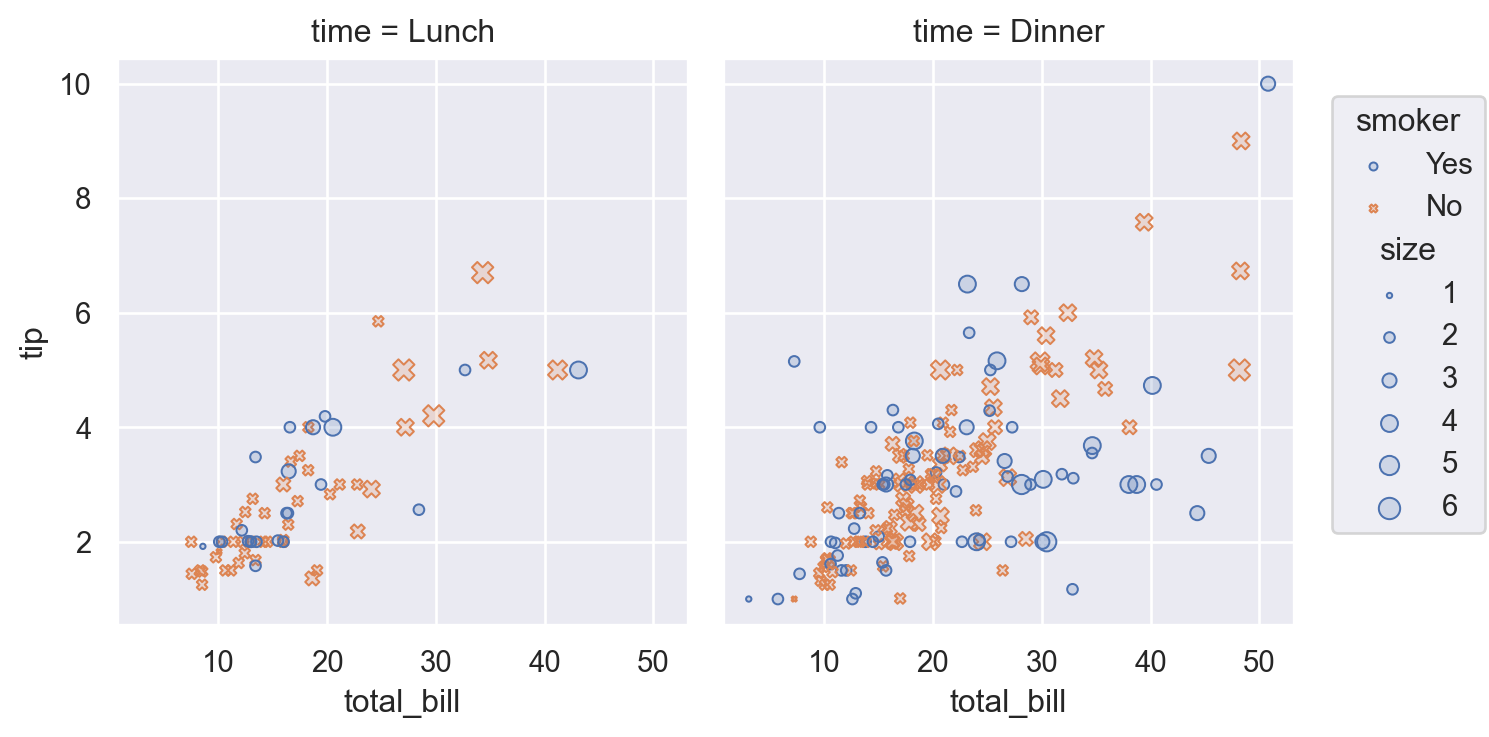 time = Lunch
time = Dinner
10
8
6
4
2
tip
10 20 30 40 50
10 20 30 40 50
total_bill
total_bill
smoker
Yes
No
size
1
2
3
4
5
6